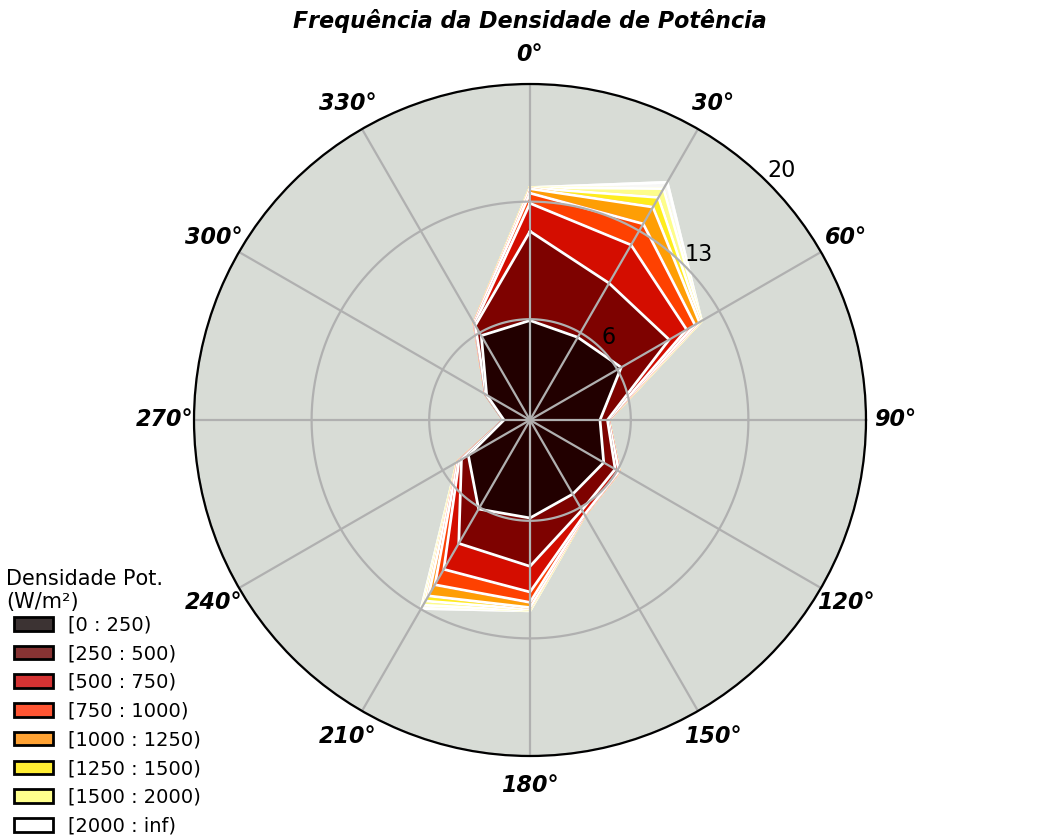 Frequência da Densidade de Potência
0°
330°
30°
20
300°
60°
13
6
270°
90°
240°
120°
210°
150°
180°
Densidade Pot.
(W/m²)
[0 : 250)
[250 : 500)
[500 : 750)
[750 : 1000)
[1000 : 1250)
[1250 : 1500)
[1500 : 2000)
[2000 : inf)